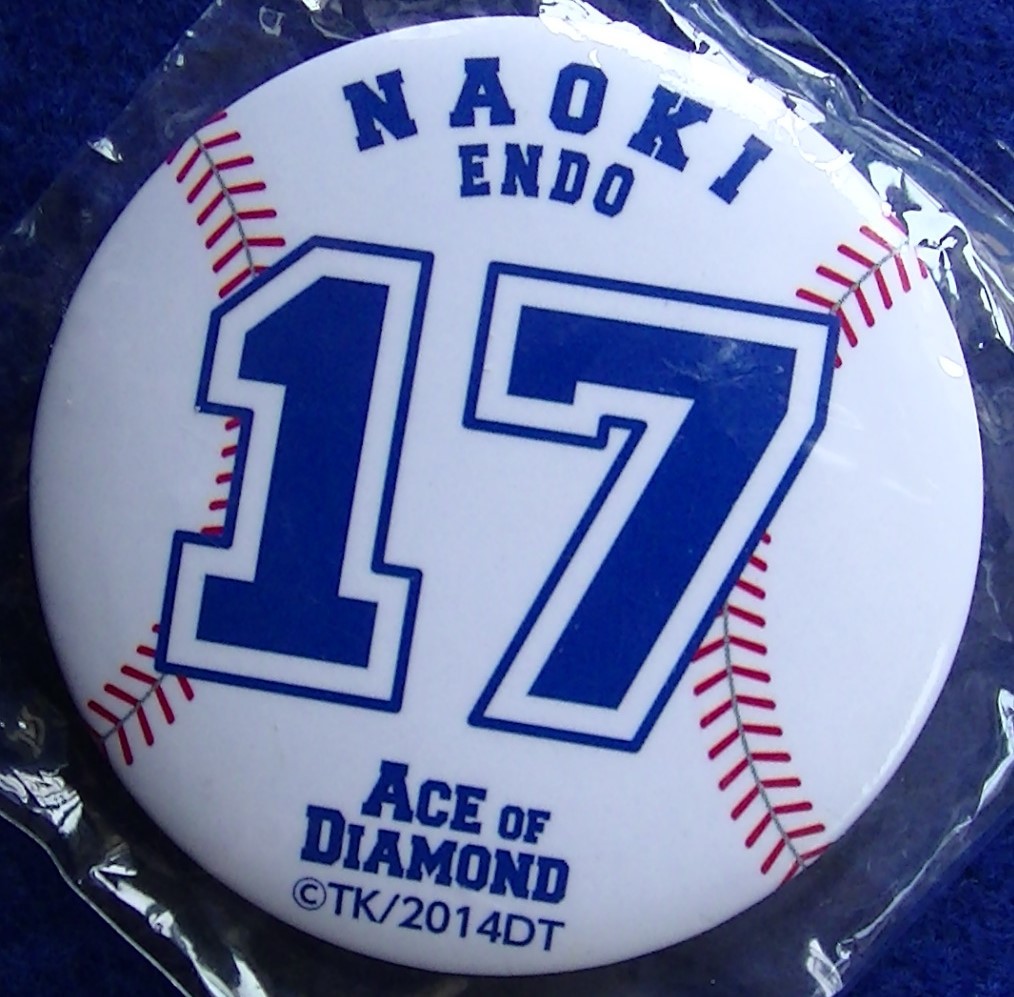 NAOKI
ENDO
17
ACE OF
DIAMOND
©TK/2014DT